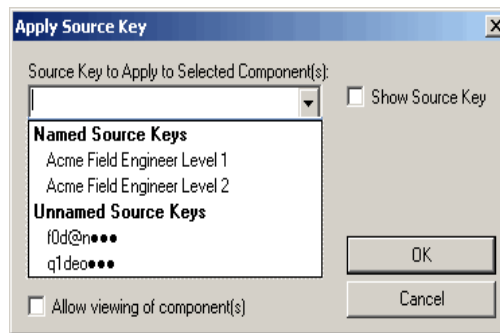 Apply Source Key
Source Key to Apply to Selected Component(s):
Show Source Key
Named Source Keys
Acme Field Engineer Level 1
Acme Field Engineer Level 2
Unnamed Source Keys
f0d@n●●●
q1deo●●●
OK
Allow viewing of component(s)
Cancel